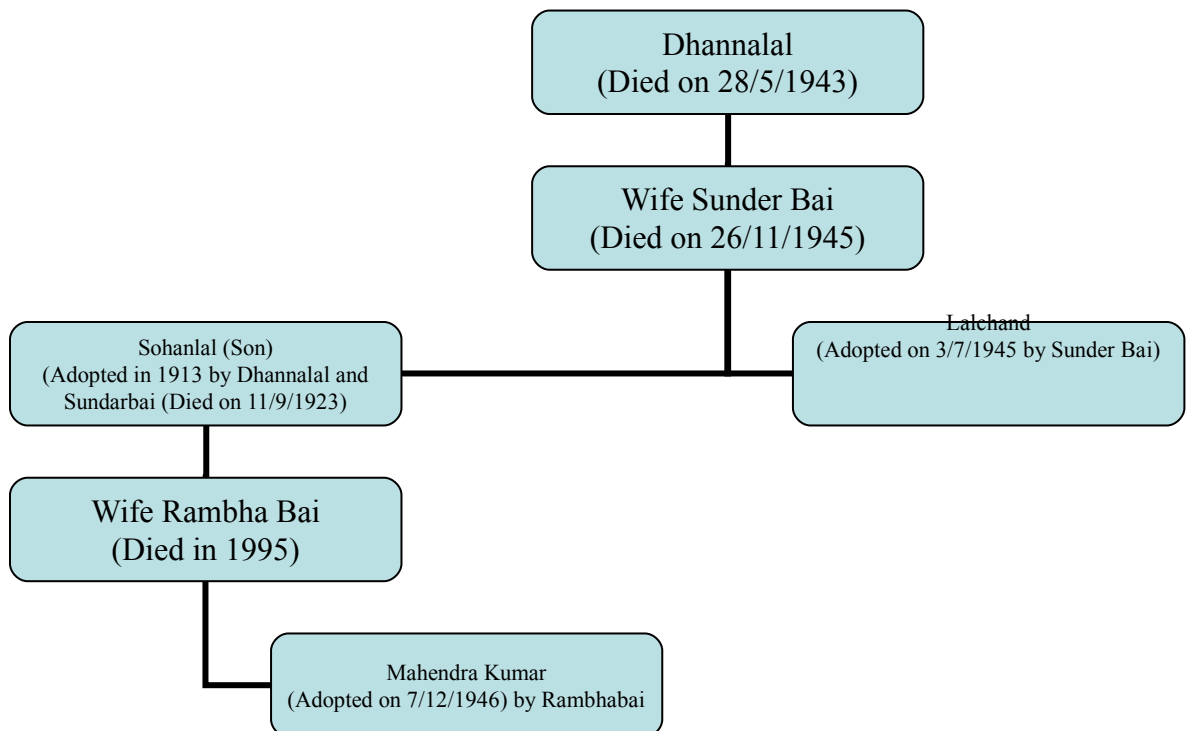 Dhannalal
(Died on 28/5/1943)
Wife Sunder Bai
(Died on 26/11/1945)
Sohanlal (Son)
(Adopted in 1913 by Dhannalal and
Sundarbai (Died on 11/9/1923)
Lalchand
(Adopted on 3/7/1945 by Sunder Bai)
Wife Rambha Bai
(Died in 1995)
Mahendra Kumar
(Adopted on 7/12/1946) by Rambhabai